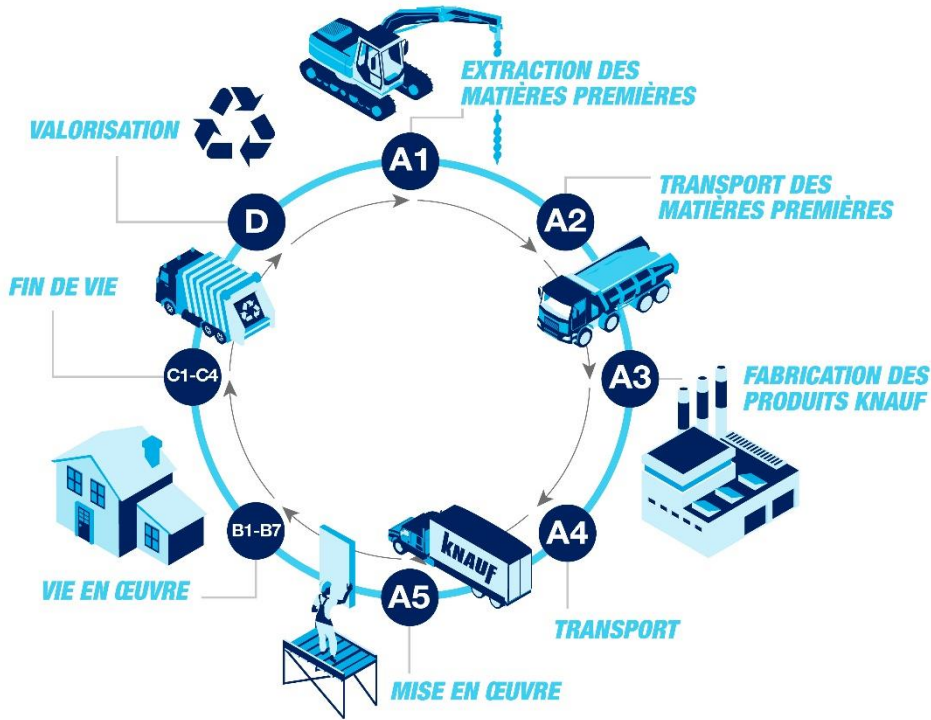 EXTRACTION DES
MATIÈRES PREMIÈRES
A1
VALORISATION
D
A2
TRANSPORT DES
MATIÈRES PREMIÈRES
FIN DE VIE
C1-C4
A3
FABRICATION DES
PRODUITS KNAUF
B1-B7
VIE EN ŒUVRE
KNAUF
A4
TRANSPORT
A5
MISE EN ŒUVRE